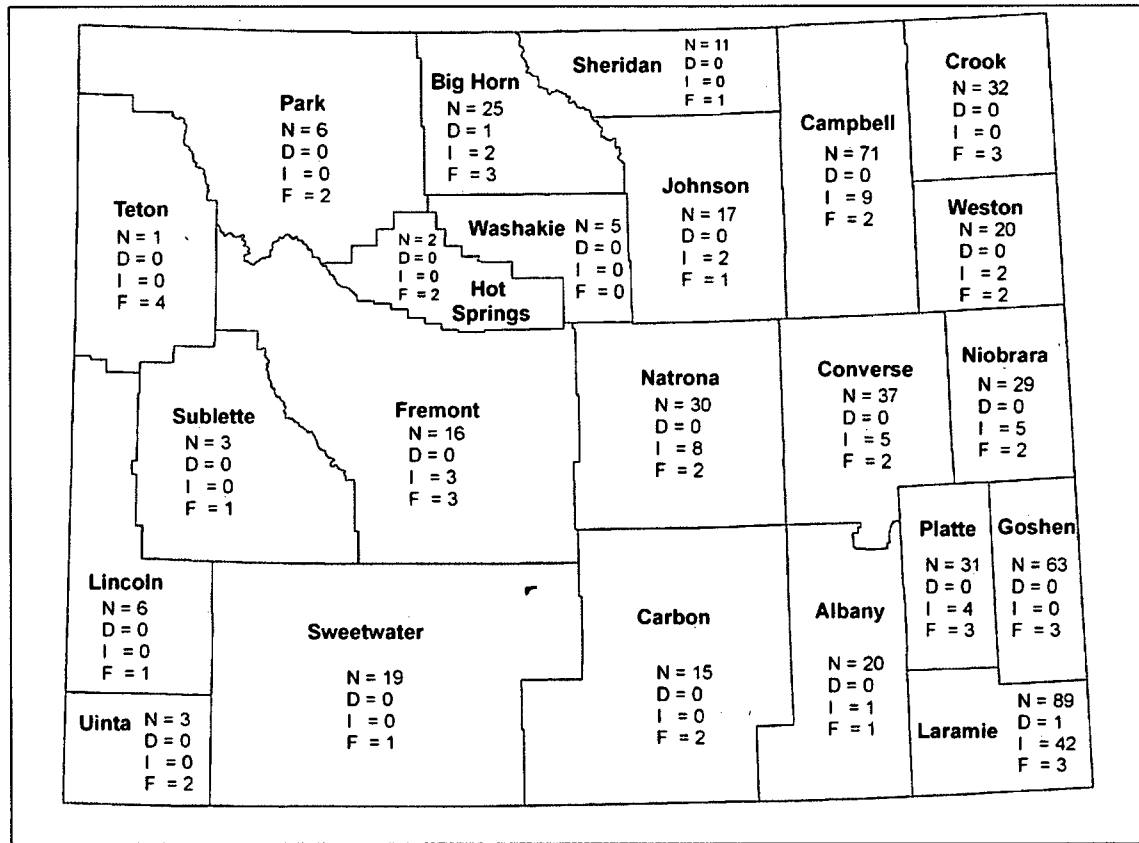 Park
N = 6
D = 0
I = 0
F = 2
Big Horn
N = 25
D = 1
I = 2
F = 3
Sheridan
N = 11
D = 0
I = 0
F = 1
Campbell
N = 71
D = 0
I = 9
F = 2
Crook
N = 32
D = 0
I = 0
F = 3
Teton
N = 1
D = 0
I = 0
F = 4
Hot
Springs
N = 2
D = 0
I = 0
F = 2
Washakie
N = 5
D = 0
I = 0
F = 0
Johnson
N = 17
D = 0
I = 2
F = 1
Weston
N = 20
D = 0
I = 2
F = 2
Sublette
N = 3
D = 0
I = 0
F = 1
Fremont
N = 16
D = 0
I = 3
F = 3
Natrona
N = 30
D = 0
I = 8
F = 2
Converse
N = 37
D = 0
I = 5
F = 2
Niobrara
N = 29
D = 0
I = 5
F = 2
Lincoln
N = 6
D = 0
I = 0
F = 1
Sweetwater
N = 19
D = 0
I = 0
F = 1
Carbon
N = 15
D = 0
I = 0
F = 2
Albany
N = 20
D = 0
I = 1
F = 1
Platte
N = 31
D = 0
I = 4
F = 3
Goshen
N = 63
D = 0
I = 0
F = 3
Uinta
N = 3
D = 0
I = 0
F = 2
Laramie
N = 89
D = 1
I = 42
F = 3